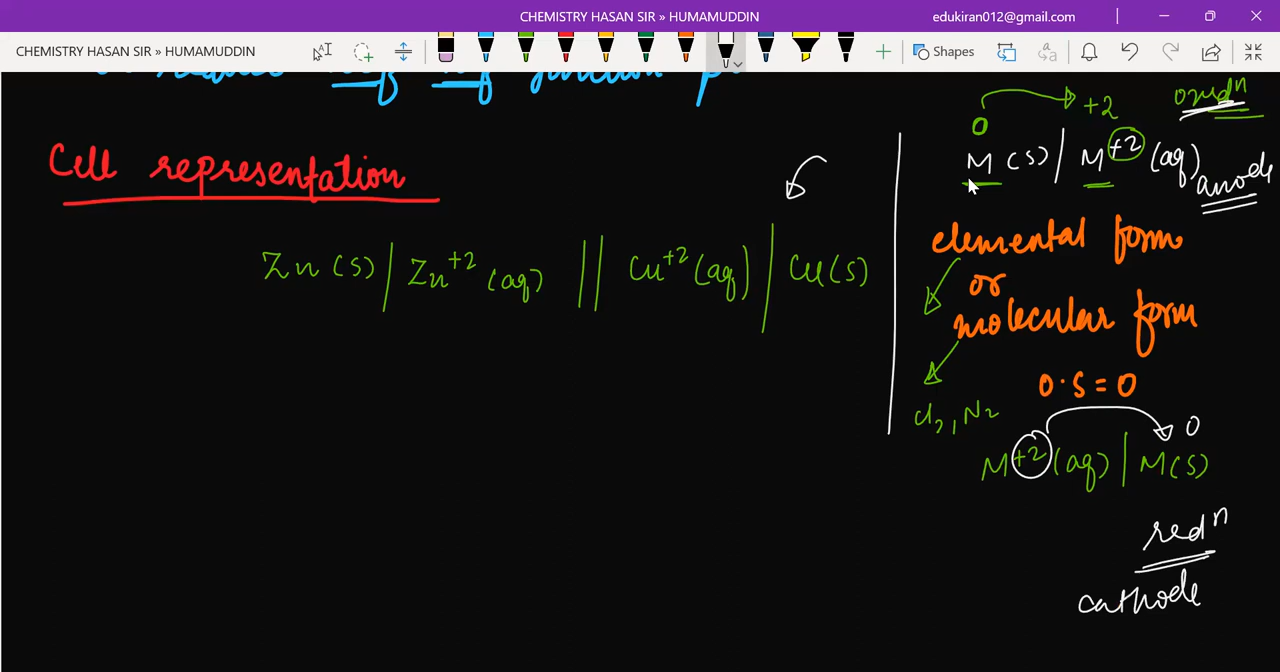 CHEMISTRY HASAN SIR » HUMAMUDDIN
edukiran012@gmail.com
CHEMISTRY HASAN SIR » HUMAMUDDIN
Shapes
junction
Cell representation
Zn(s) | Zn+2(aq) || Cu+2(aq) | Cu(s)
0 +2
M(s) | M+2(aq)
anode
elemental form
or
molecular form
O.S = 0
Cl2, N2
0
M+2(aq) | M(s)
redn
cathode